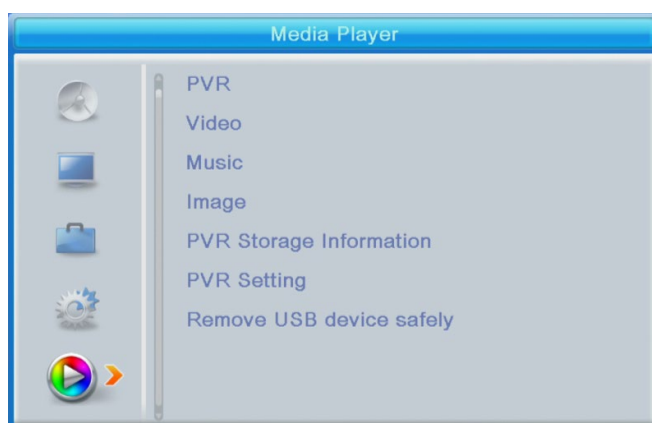 Media Player
PVR
Video
Music
Image
PVR Storage Information
PVR Setting
Remove USB device safely